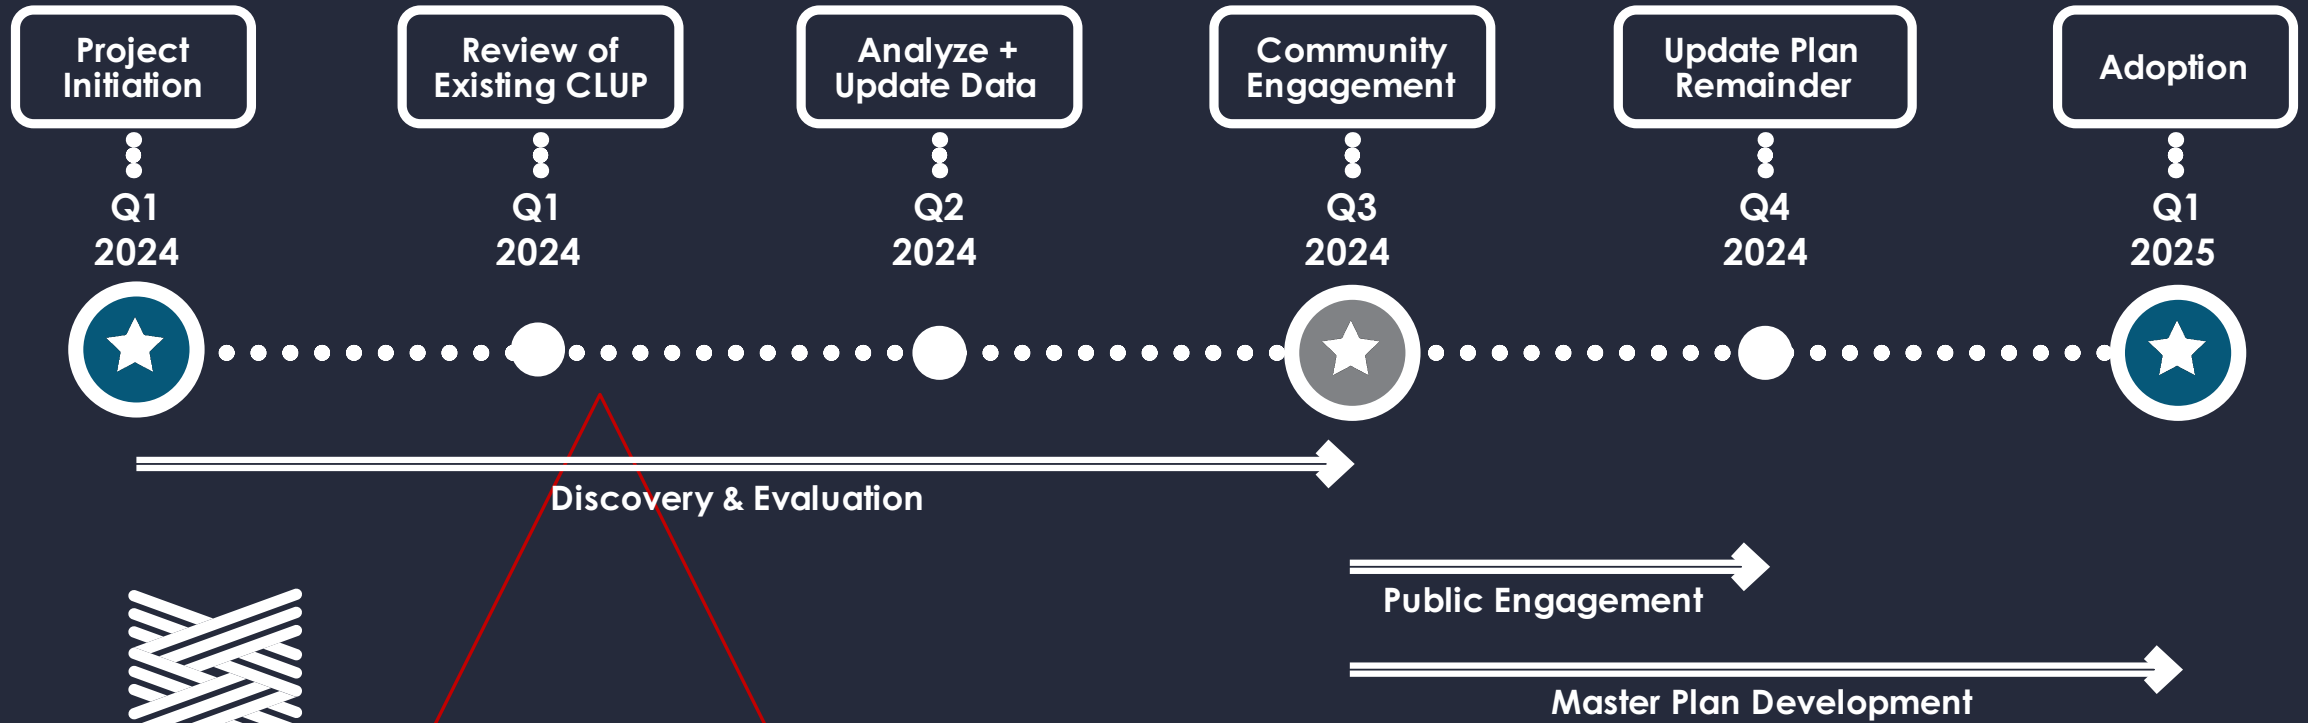 Project
Initiation
Review of
Existing CLUP
Analyze +
Update Data
Community
Engagement
Update Plan
Remainder
Adoption
Q1
2024
Q1
2024
Q2
2024
Q3
2024
Q4
2024
Q1
2025
Discovery & Evaluation
Public Engagement
Master Plan Development